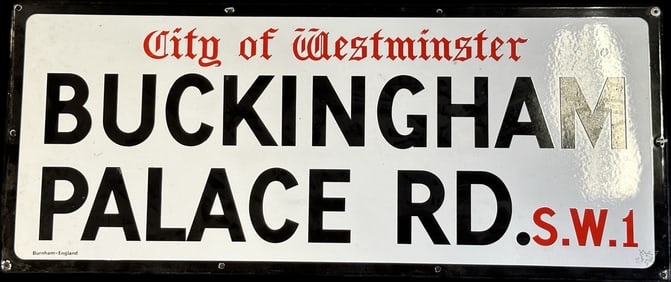 City of Westminster
BUCKINGHAM
PALACE RD. S.W.1
Burnham-England